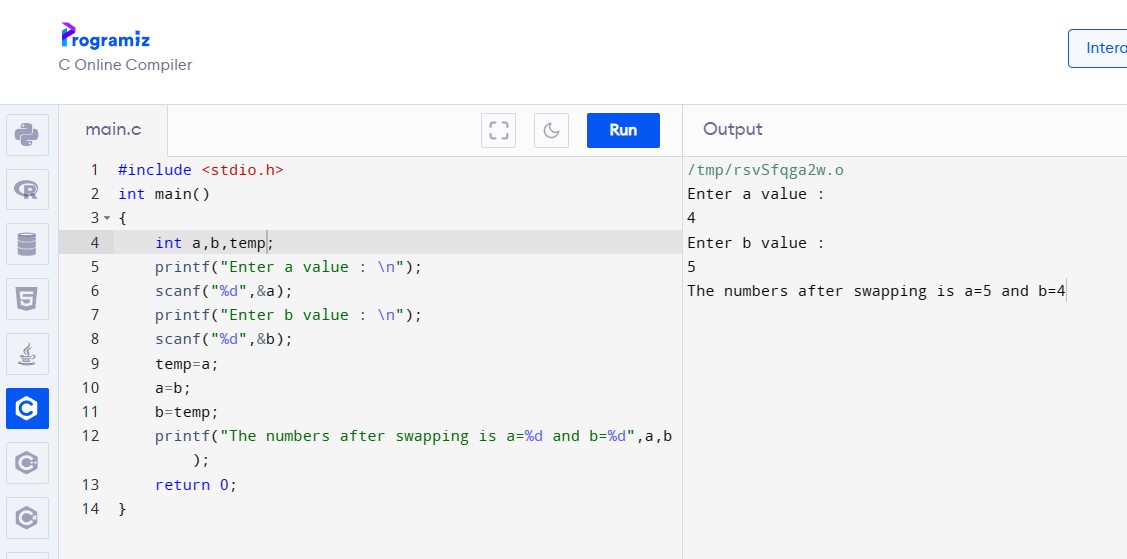 Programiz
C Online Compiler
main.c
Run
Output
1 #include <stdio.h>
2 int main()
3 {
4     int a,b,temp;
5     printf("Enter a value : \n");
6     scanf("%d",&a);
7     printf("Enter b value : \n");
8     scanf("%d",&b);
9     temp=a;
10     a=b;
11     b=temp;
12     printf("The numbers after swapping is a=%d and b=%d",a,b
        );
13     return 0;
14 }
/tmp/rsvSfqga2w.o
Enter a value :
4
Enter b value :
5
The numbers after swapping is a=5 and b=4